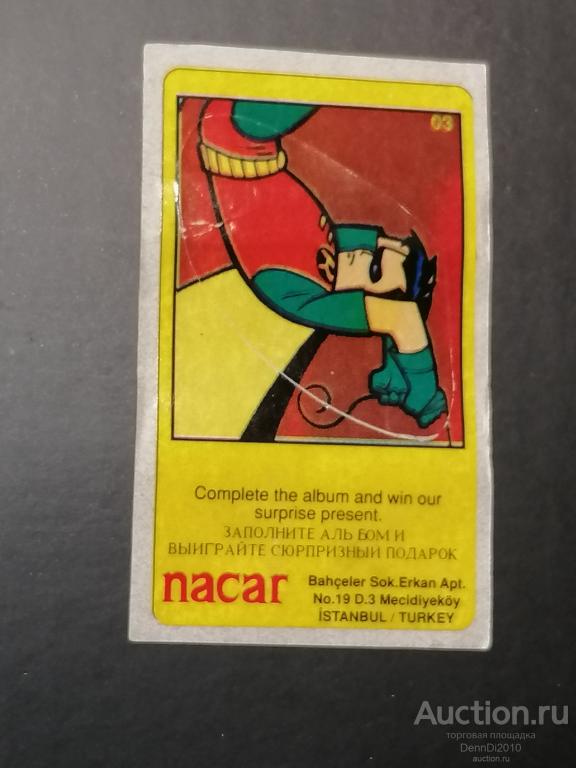 03
Complete the album and win our
surprise present.
ЗАПОЛНИТЕ АЛЬ БОМ И
ВЫИГРАЙТЕ СЮРПРИЗНЫЙ ПОДАРОК
nacar
Bahçeler Sok.Erkan Apt.
No.19 D.3 Mecidiyeköy
İSTANBUL / TURKEY
Auction.ru
торговая площадка
DennDi2010
auction.ru